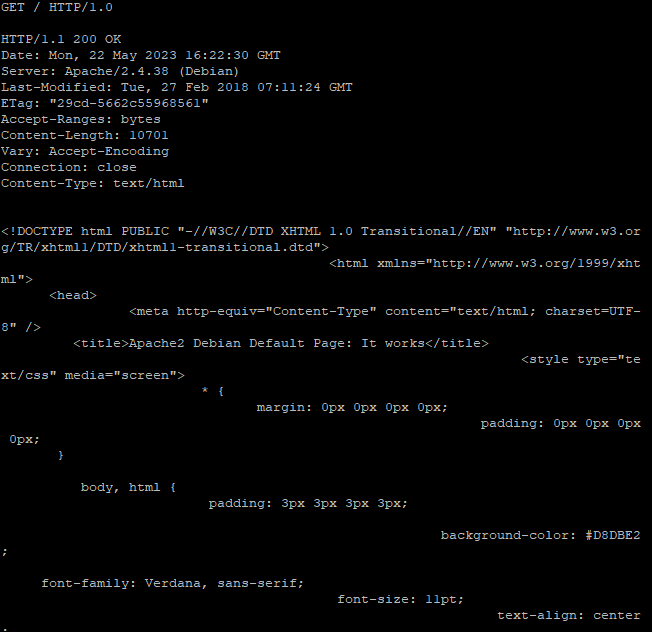 GET / HTTP/1.0
HTTP/1.1 200 OK
Date: Mon, 22 May 2023 16:22:30 GMT
Server: Apache/2.4.38 (Debian)
Last-Modified: Tue, 27 Feb 2018 07:11:24 GMT
ETag: "29cd-5662c55968561"
Accept-Ranges: bytes
Content-Length: 10701
Vary: Accept-Encoding
Connection: close
Content-Type: text/html
<!DOCTYPE html PUBLIC "-//W3C//DTD XHTML 1.0 Transitional//EN" "http://www.w3.or
g/TR/xhtml1/DTD/xhtml1-transitional.dtd">
<html xmlns="http://www.w3.org/1999/xht
ml">
<head>
<meta http-equiv="Content-Type" content="text/html; charset=UTF-
8" />
<title>Apache2 Debian Default Page: It works</title>
<style type="te
xt/css" media="screen">
* {
margin: 0px 0px 0px 0px;
padding: 0px 0px 0px
0px;
}
body, html {
padding: 3px 3px 3px 3px;
background-color: #D8DBE2
;
font-family: Verdana, sans-serif;
font-size: 11pt;
text-align: center